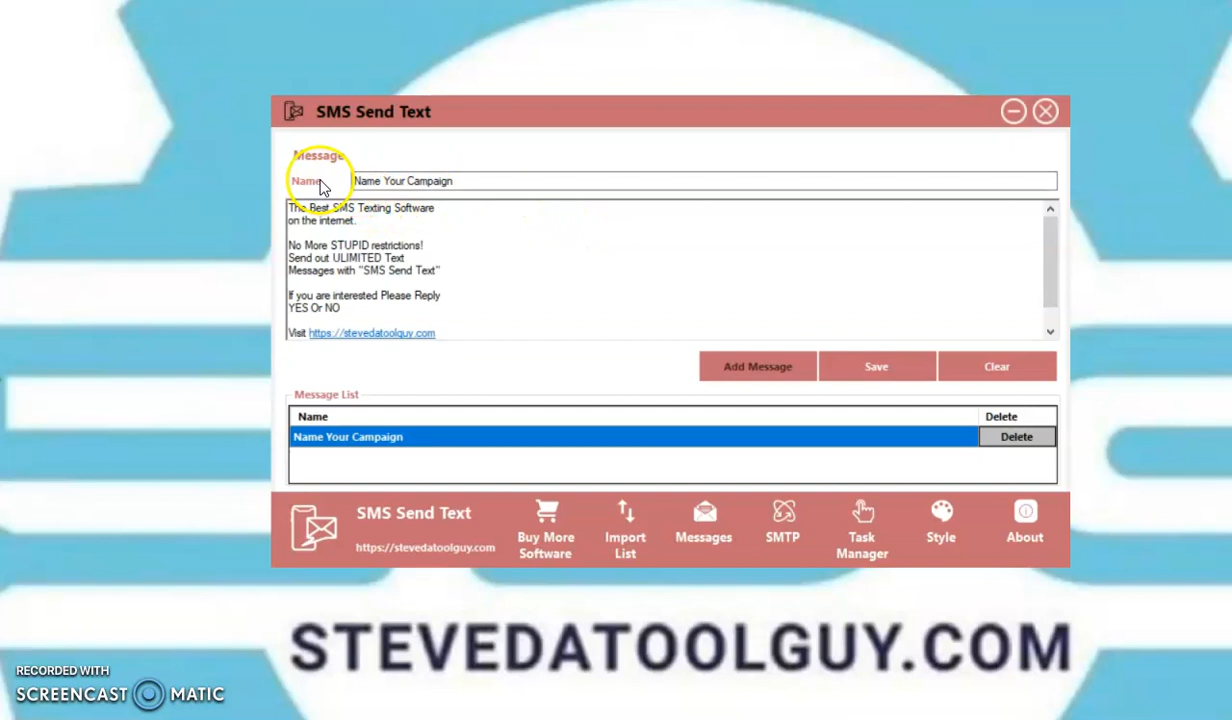 SMS Send Text
Message
Name
Name Your Campaign
The Best SMS Texting Software
on the internet.
No More STUPID restrictions!
Send out ULIMITED Text
Messages with "SMS Send Text"
If you are interested Please Reply
YES Or NO
Visit https://stevedatoolguy.com
Add Message
Save
Clear
Message List
Name
Delete
Name Your Campaign
Delete
SMS Send Text
https://stevedatoolguy.com
Buy More
Software
Import
List
Messages
SMTP
Task
Manager
Style
About
STEVEDATOOLGUY.COM
RECORDED WITH
SCREENCAST MATIC